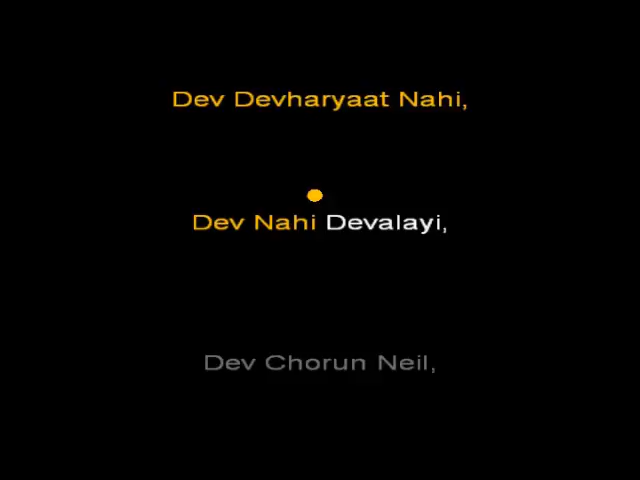 Dev Devharyaat Nahi,
Dev Nahi Devalayi,
Dev Chorun Neil,